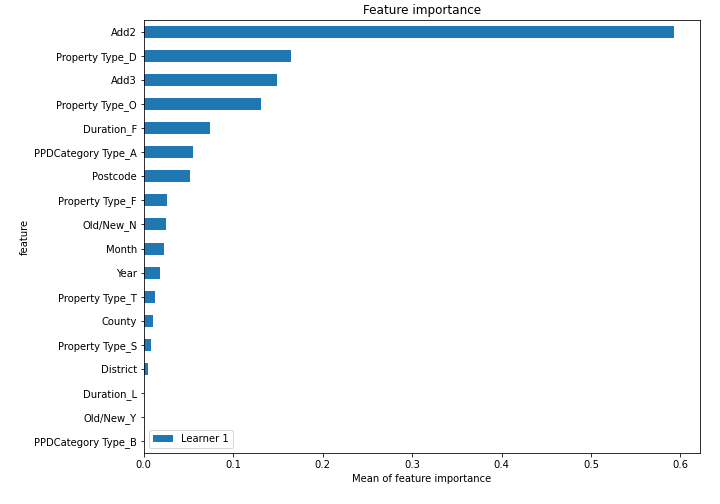 Feature importance
Add2
Property Type_D
Add3
Property Type_O
Duration_F
PPDCategory Type_A
Postcode
Property Type_F
Old/New_N
Month
Year
Property Type_T
County
Property Type_S
District
Duration_L
Old/New_Y
PPDCategory Type_B
feature
Learner 1
0.0 0.1 0.2 0.3 0.4 0.5 0.6
Mean of feature importance